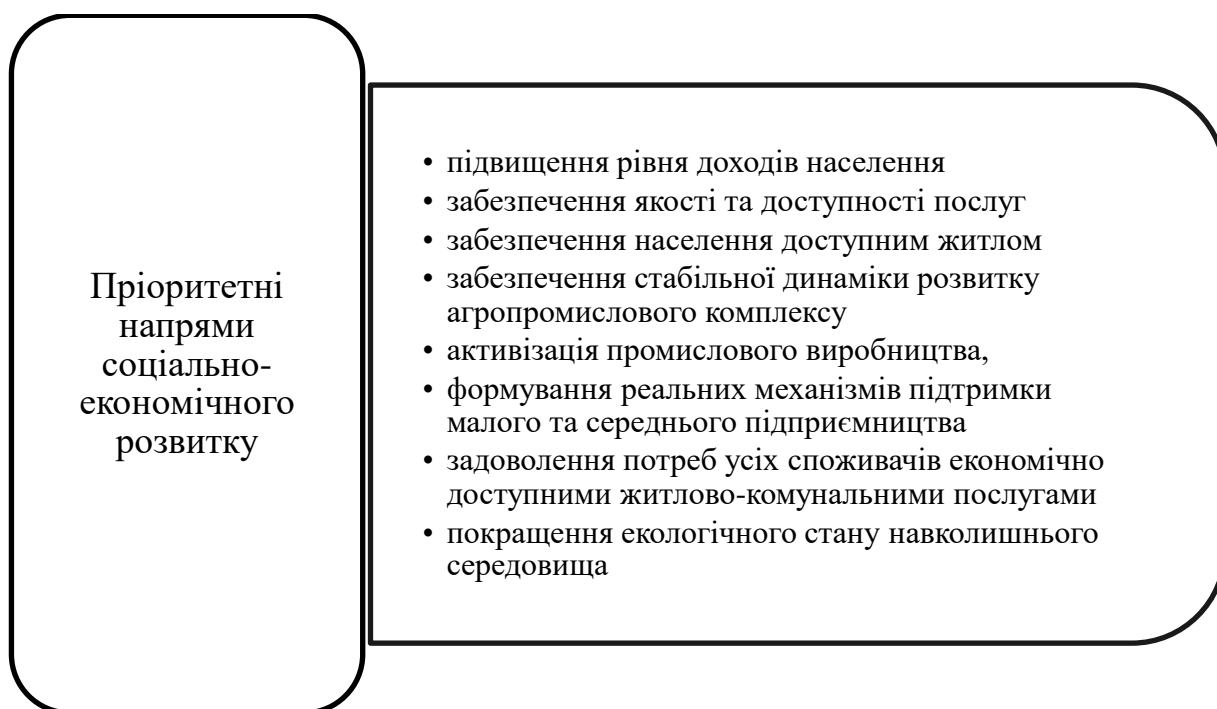 Пріоритетні
напрями
соціально-
економічного
розвитку
• підвищення рівня доходів населення
• забезпечення якості та доступності послуг
• забезпечення населення доступним житлом
• забезпечення стабільної динаміки розвитку
агропромислового комплексу
• активізація промислового виробництва,
• формування реальних механізмів підтримки
малого та середнього підприємництва
• задоволення потреб усіх споживачів економічно
доступними житлово-комунальними послугами
• покращення екологічного стану навколишнього
середовища